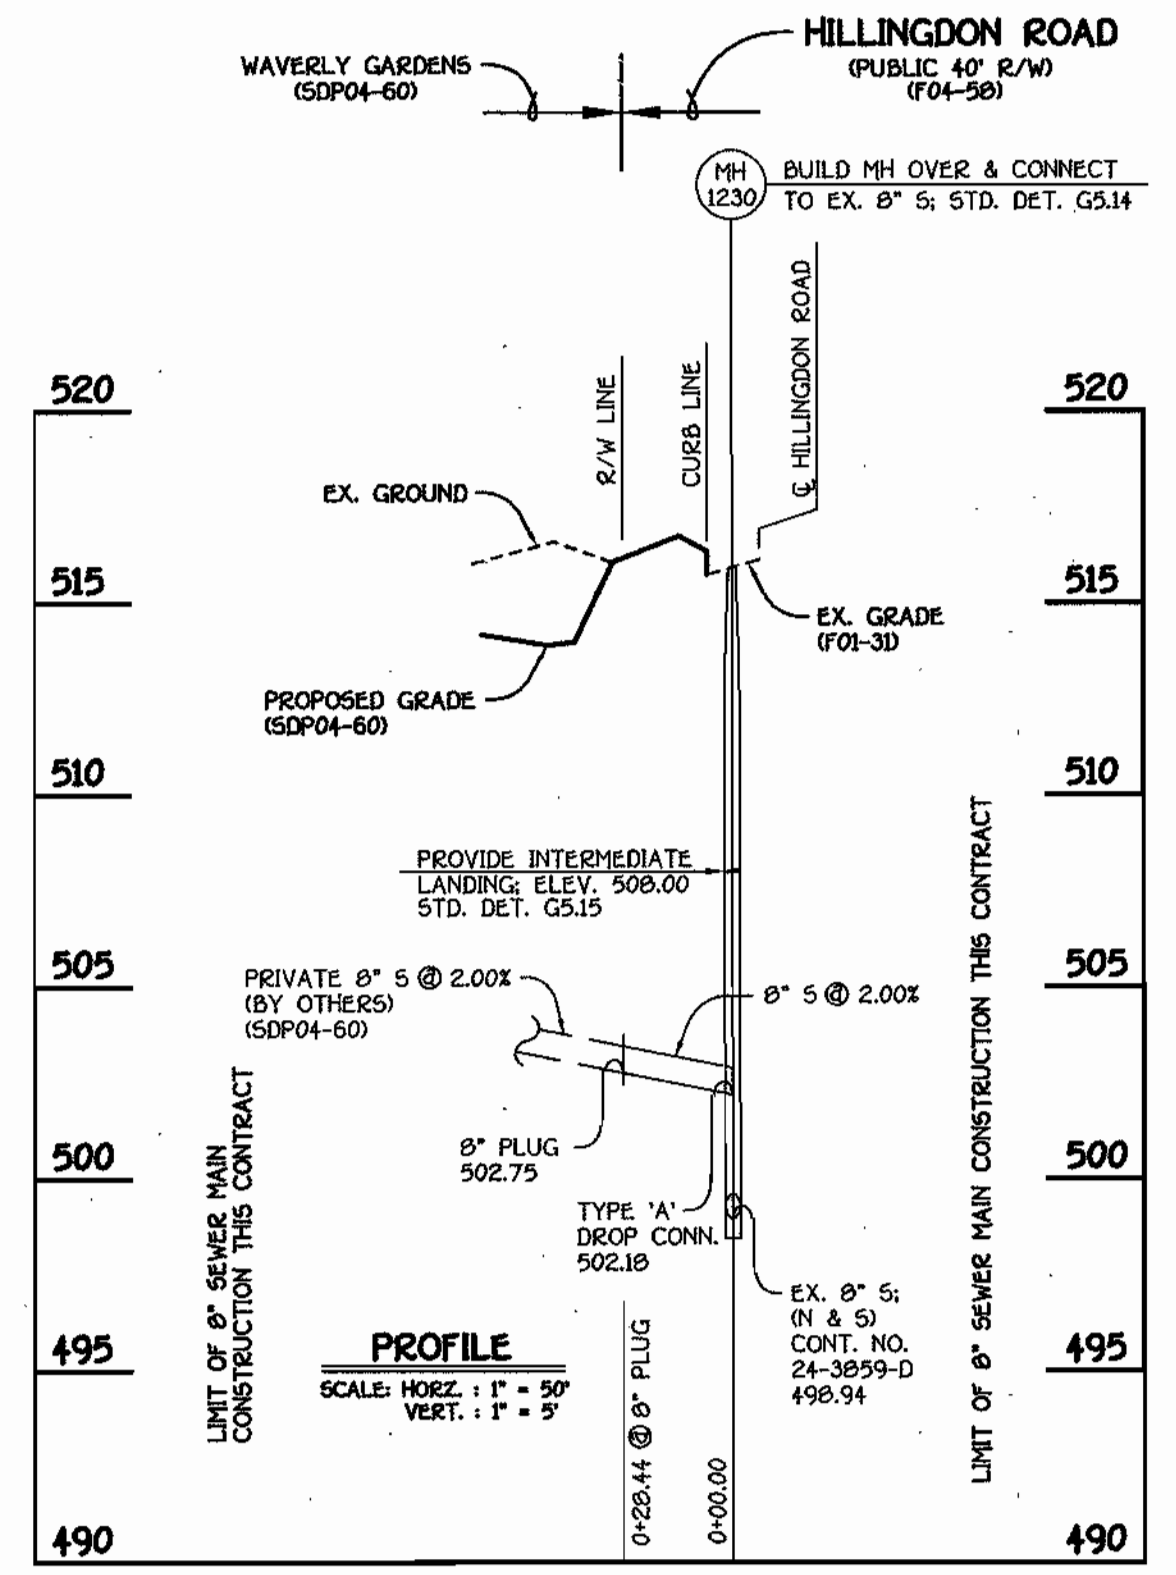 HILLINGDON ROAD
(PUBLIC 40' R/W)
(F04-58)
WAVERLY GARDENS
(SDP04-60)
MH
1230
BUILD MH OVER & CONNECT
TO EX. 8" S; STD. DET. G5.14
R/W LINE
CURB LINE
℄ HILLINGDON ROAD
520
520
EX. GROUND
515
515
EX. GRADE
(F01-31)
PROPOSED GRADE
(SDP04-60)
510
510
PROVIDE INTERMEDIATE
LANDING; ELEV. 508.00
STD. DET. G5.15
505
505
PRIVATE 8" S @ 2.00%
(BY OTHERS)
(SDP04-60)
8" S @ 2.00%
8" PLUG
502.75
500
500
TYPE 'A'
DROP CONN.
502.18
EX. 8" S;
(N & S)
CONT. NO.
24-3859-D
498.94
LIMIT OF 8" SEWER MAIN
CONSTRUCTION THIS CONTRACT
LIMIT OF 8" SEWER MAIN CONSTRUCTION THIS CONTRACT
495
495
PROFILE
SCALE: HORZ. : 1" = 50'
VERT. : 1" = 5'
0+28.44 @ 8" PLUG
0+00.00
490
490